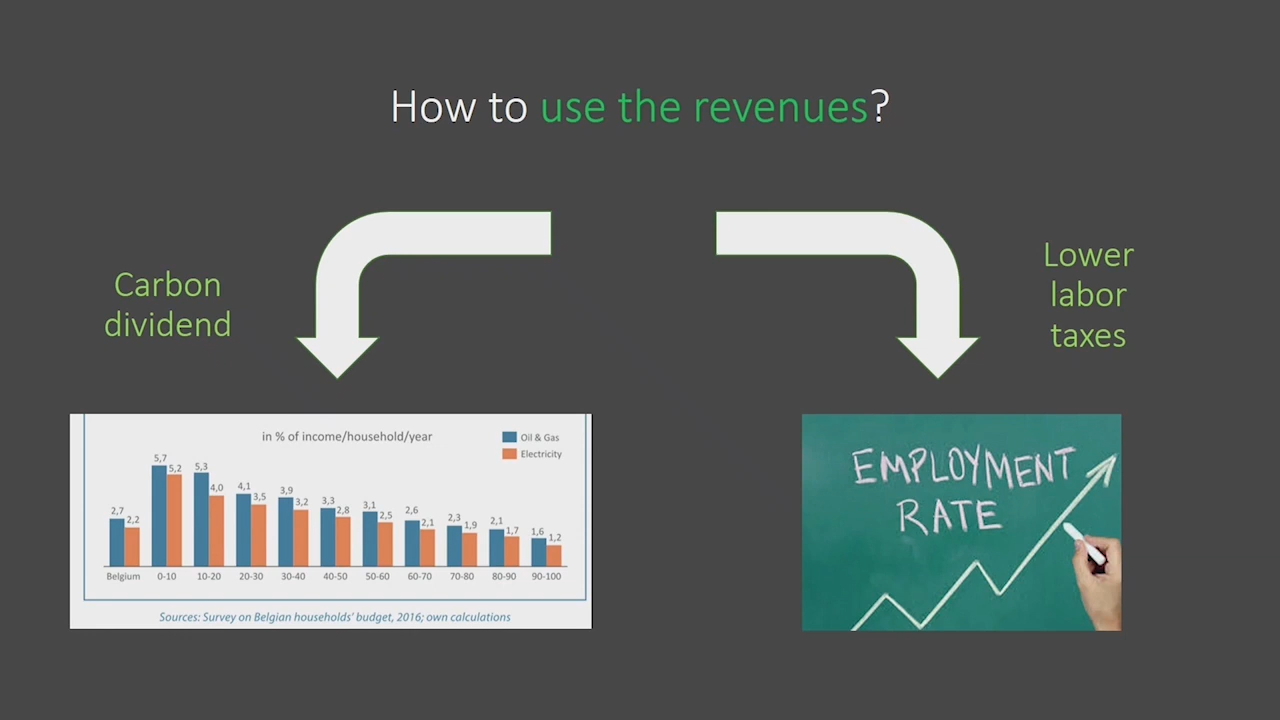 How to use the revenues?
Carbon
dividend
Lower
labor
taxes
in % of income/household/year
Oil & Gas
Electricity
2,7 2,2 5,7 5,2 5,3 4,0 4,1 3,5 3,9 3,2 3,3 2,8 3,1 2,5 2,6 2,1 2,3 1,9 2,1 1,7 1,6 1,2
Belgium 0-10 10-20 20-30 30-40 40-50 50-60 60-70 70-80 80-90 90-100
Sources: Survey on Belgian households' budget, 2016; own calculations
EMPLOYMENT
RATE